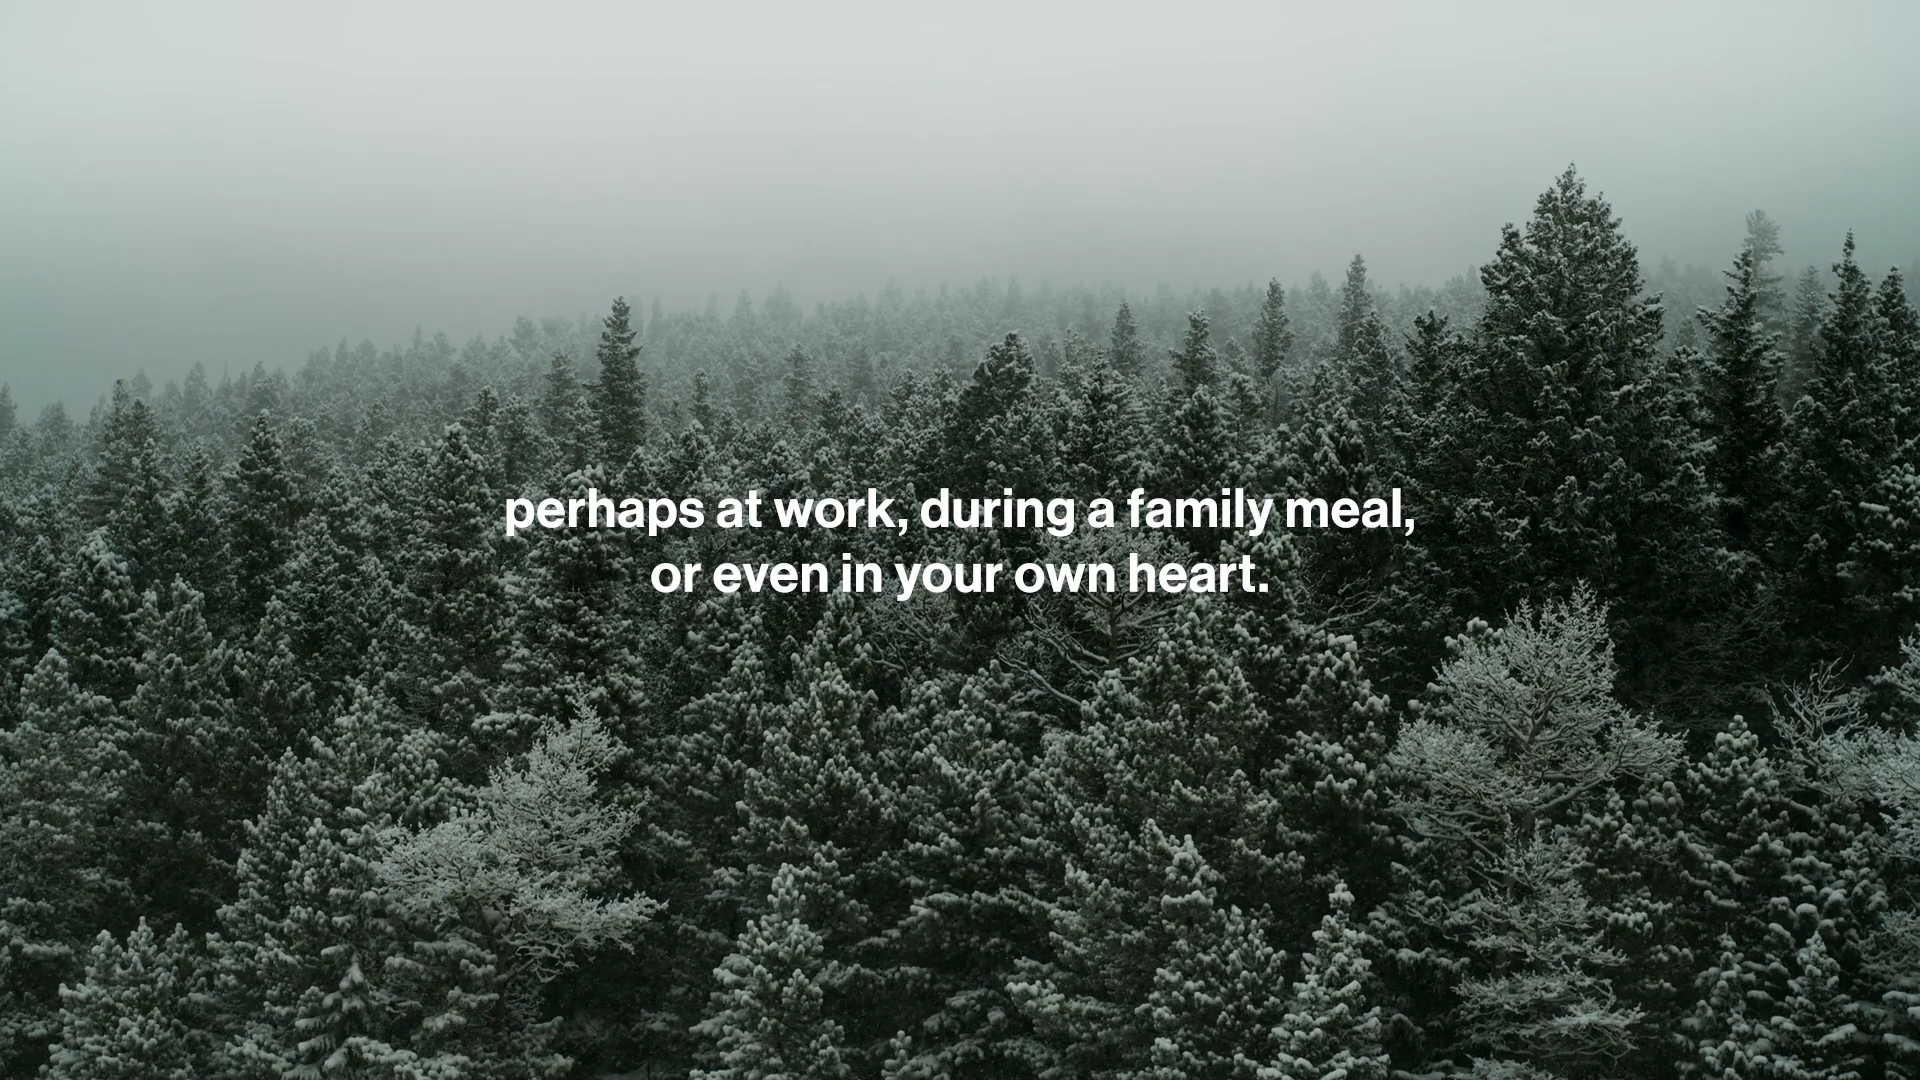 perhaps at work, during a family meal,
or even in your own heart.